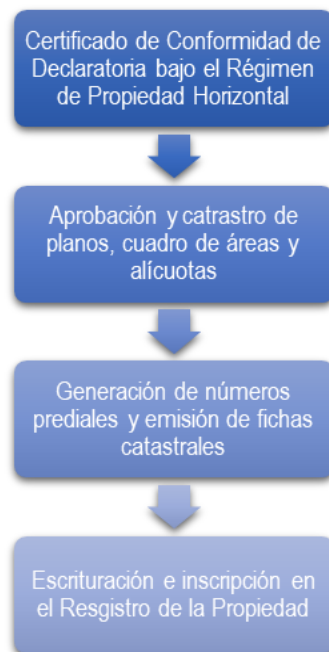 Certificado de Conformidad de
Declaratoria bajo el Régimen
de Propiedad Horizontal
Aprobación y catrastro de
planos, cuadro de áreas y
alícuotas
Generación de números
prediales y emisión de fichas
catastrales
Escrituración e inscripción en
el Resgistro de la Propiedad